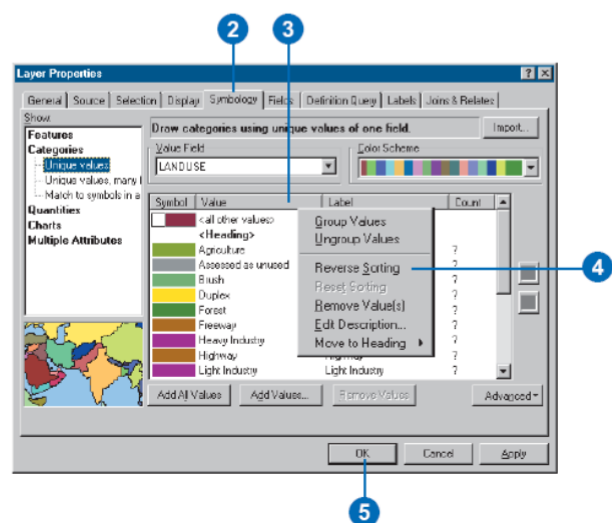 2 3
Layer Properties
General Source Selection Display Symbology Fields Definition Query Labels Joins & Relates
Show:
Features
Categories
Unique values
Unique values, many f
Match to symbols in a
Quantities
Charts
Multiple Attributes
Draw categories using unique values of one field.
Import...
Value Field
LANDUSE
Color Scheme
Symbol Value Label Count
<all other values>
<Heading>
Agriculture ?
Assessed as unused ?
Brush ?
Duplex ?
Forest ?
Freeway ?
Heavy Industry ?
Highway Highway ?
Light Industry Light Industry ?
Group Values
Ungroup Values
Reverse Sorting
Reset Sorting
Remove Value(s)
Edit Description...
Move to Heading
4
Add All Values Add Values... Remove Values Advanced
OK Cancel Apply
5